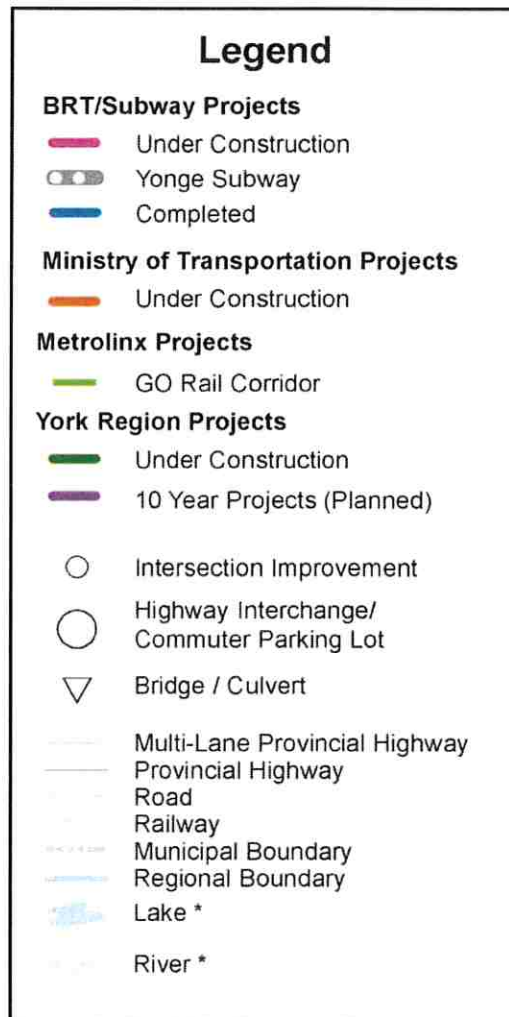 Legend
BRT/Subway Projects
Under Construction
Yonge Subway
Completed
Ministry of Transportation Projects
Under Construction
Metrolinx Projects
GO Rail Corridor
York Region Projects
Under Construction
10 Year Projects (Planned)
Intersection Improvement
Highway Interchange/
Commuter Parking Lot
Bridge / Culvert
Multi-Lane Provincial Highway
Provincial Highway
Road
Railway
Municipal Boundary
Regional Boundary
Lake *
River *